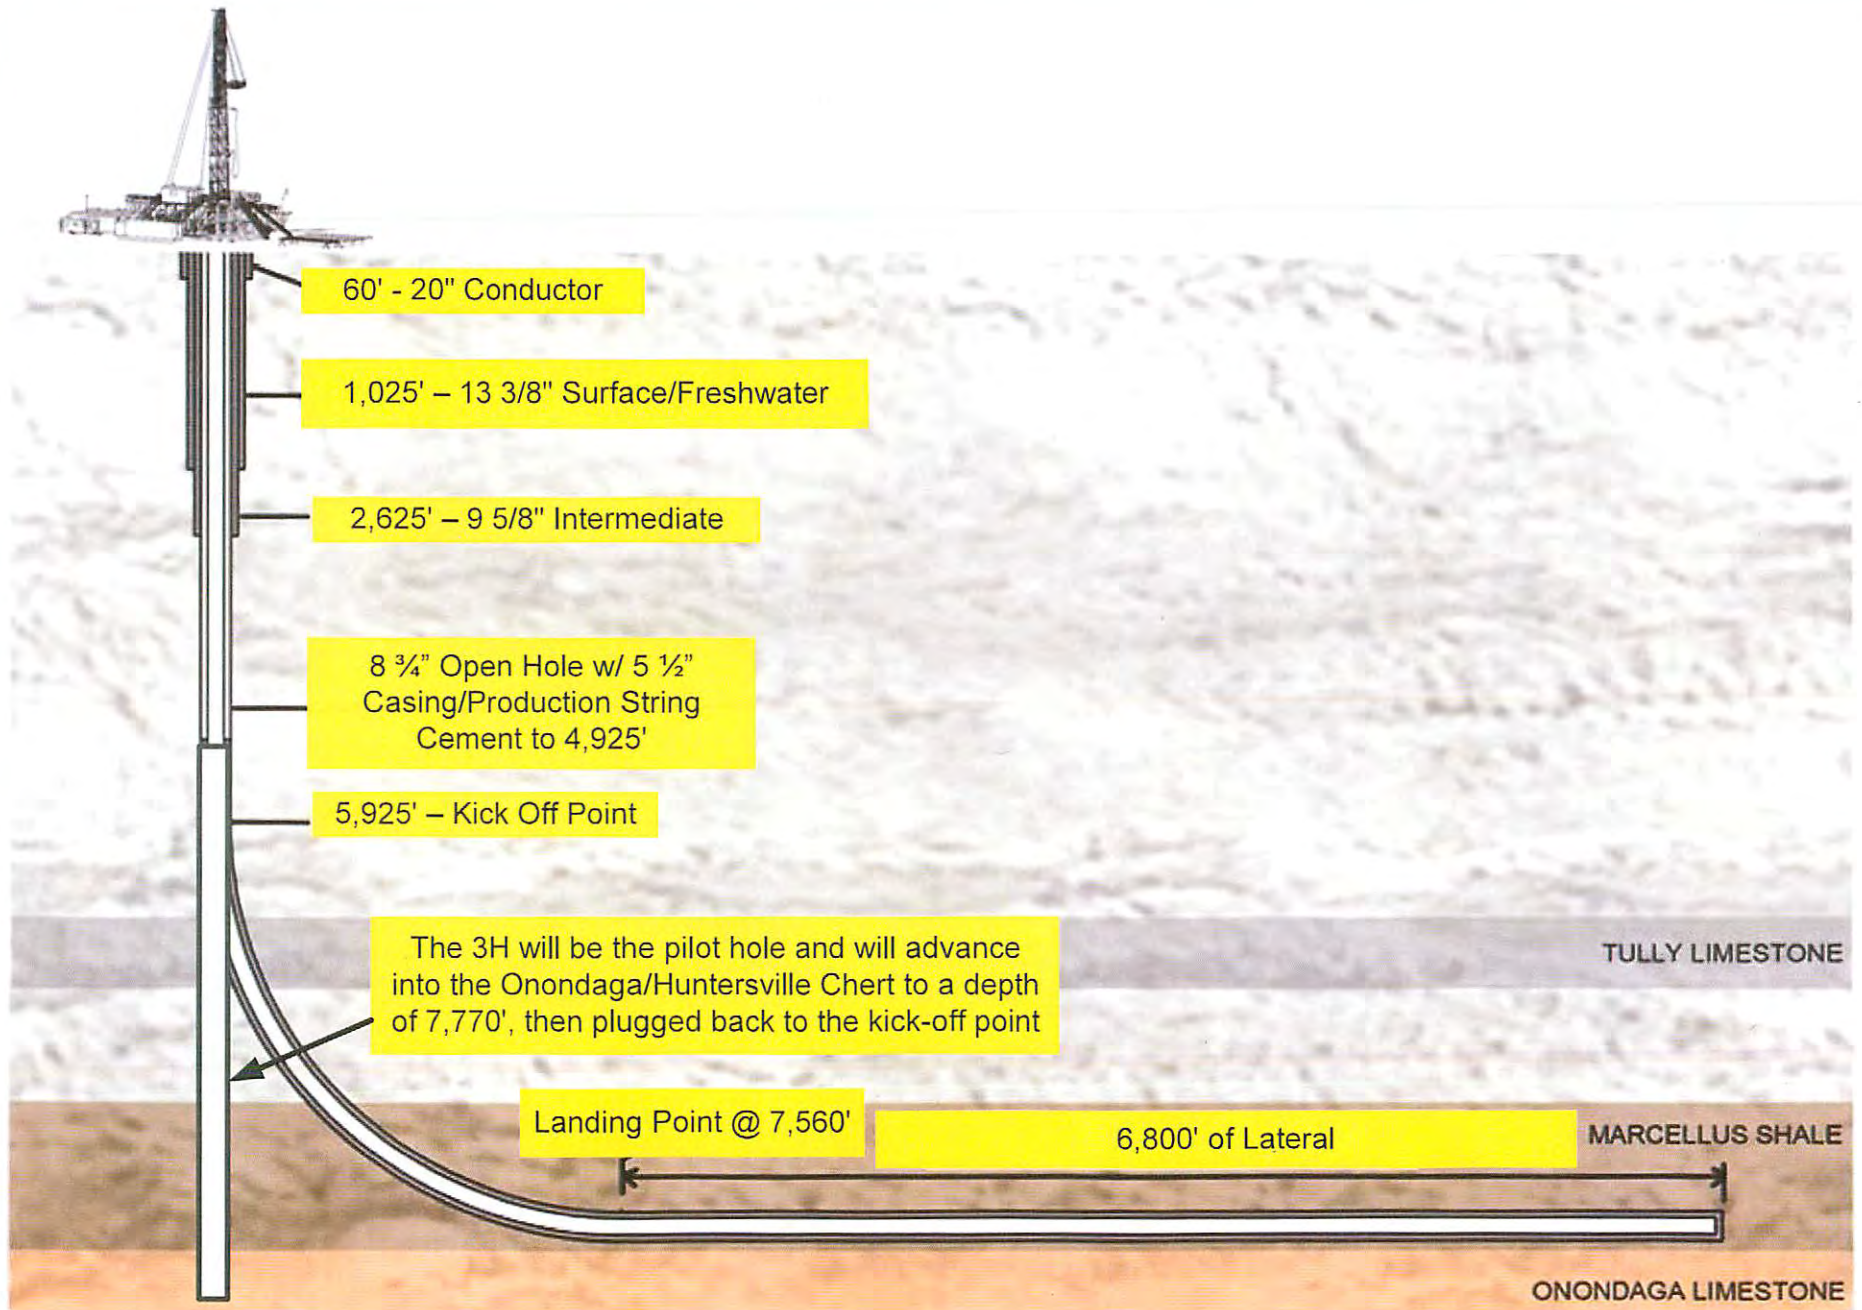 60' - 20" Conductor
1,025' – 13 3/8" Surface/Freshwater
2,625' – 9 5/8" Intermediate
8 ¾” Open Hole w/ 5 ½”
Casing/Production String
Cement to 4,925'
5,925' – Kick Off Point
TULLY LIMESTONE
The 3H will be the pilot hole and will advance
into the Onondaga/Huntersville Chert to a depth
of 7,770', then plugged back to the kick-off point
Landing Point @ 7,560'
6,800' of Lateral
MARCELLUS SHALE
ONONDAGA LIMESTONE